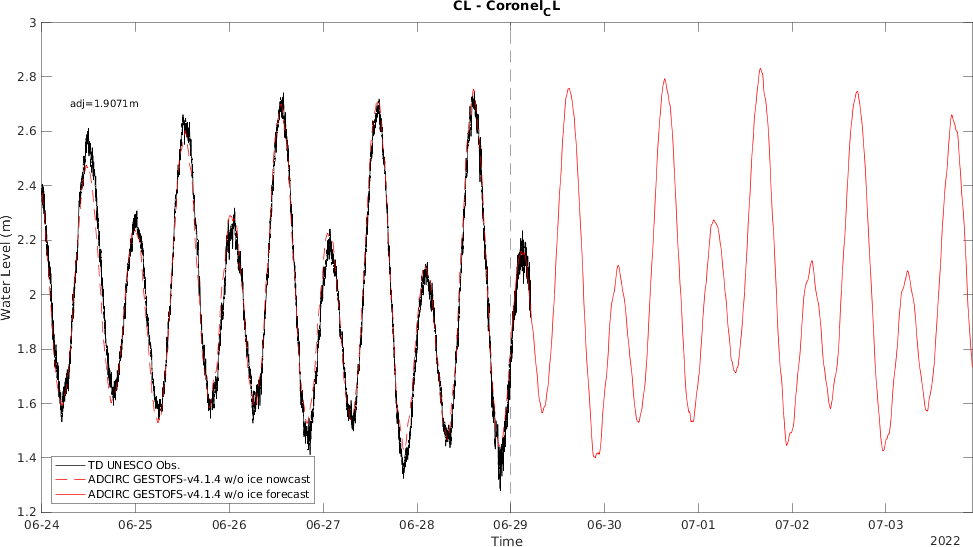 CL - Coronel_CL
3
2.8
2.6
2.4
2.2
2
1.8
1.6
1.4
1.2
Water Level (m)
adj=1.9071m
TD UNESCO Obs.
ADCIRC GESTOFS-v4.1.4 w/o ice nowcast
ADCIRC GESTOFS-v4.1.4 w/o ice forecast
06-24 06-25 06-26 06-27 06-28 06-29 06-30 07-01 07-02 07-03
Time
2022